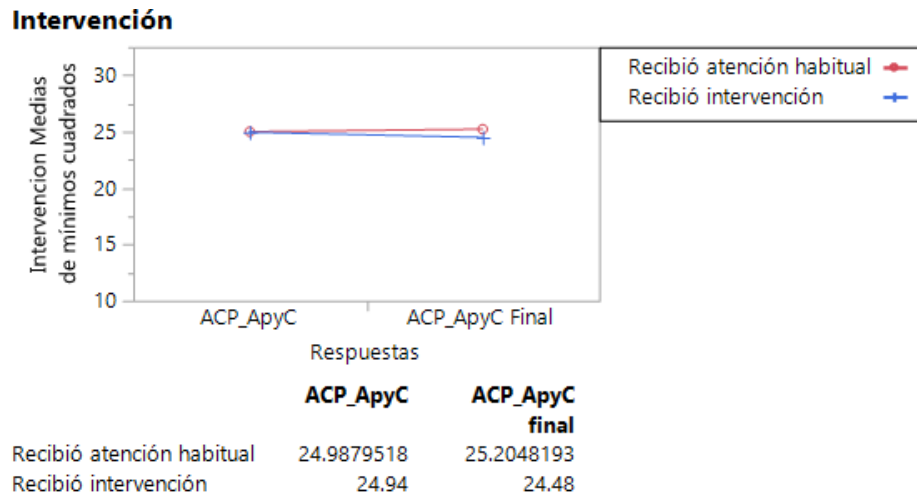 Intervención
Intervencion Medias
de mínimos cuadrados
30
25
20
15
10
ACP_ApyC
ACP_ApyC Final
Respuestas
Recibió atención habitual
Recibió intervención
ACP_ApyC ACP_ApyC
final
Recibió atención habitual 24.9879518 25.2048193
Recibió intervención 24.94 24.48